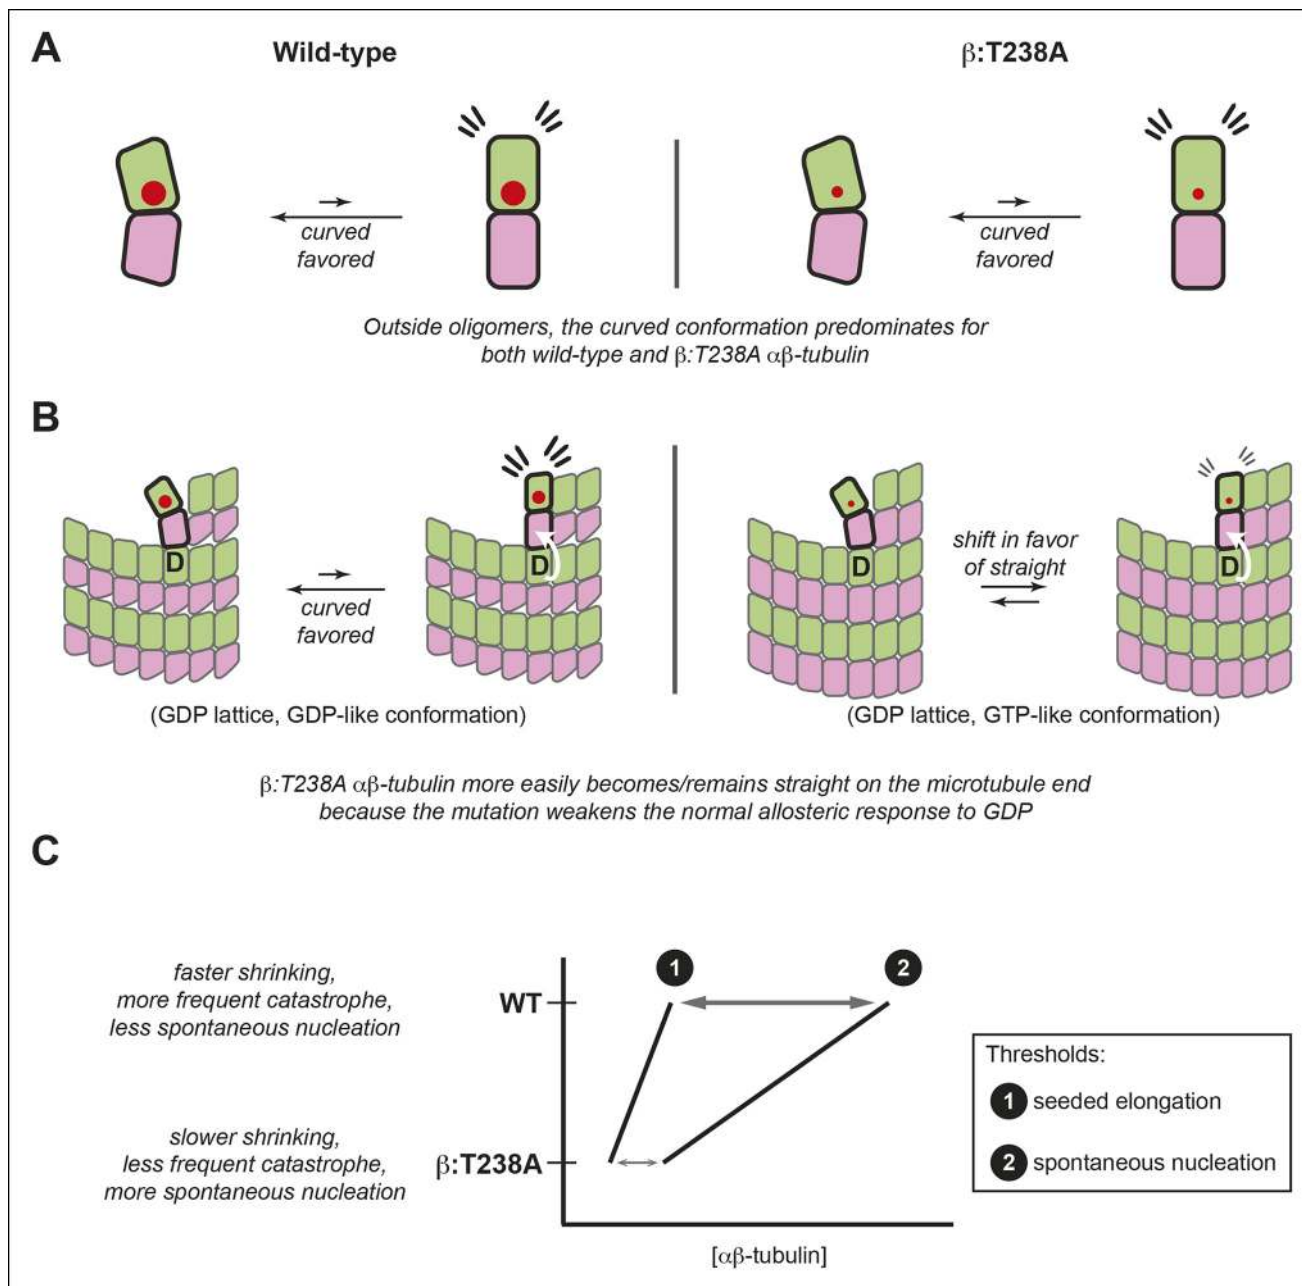 A
Wild-type
β:T238A
curved
favored
curved
favored
Outside oligomers, the curved conformation predominates for
both wild-type and β:T238A αβ-tubulin
B
D
curved
favored
D
D
shift in favor
of straight
D
(GDP lattice, GDP-like conformation)
(GDP lattice, GTP-like conformation)
β:T238A αβ-tubulin more easily becomes/remains straight on the microtubule end
because the mutation weakens the normal allosteric response to GDP
C
faster shrinking,
more frequent catastrophe,
less spontaneous nucleation
WT
1
2
slower shrinking,
less frequent catastrophe,
more spontaneous nucleation
β:T238A
[αβ-tubulin]
Thresholds:
1 seeded elongation
2 spontaneous nucleation